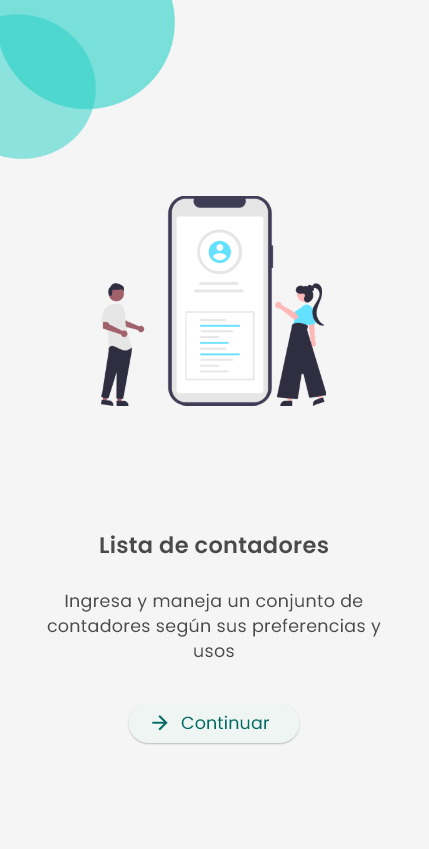 Lista de contadores
Ingresa y maneja un conjunto de
contadores según sus preferencias y
usos
Continuar